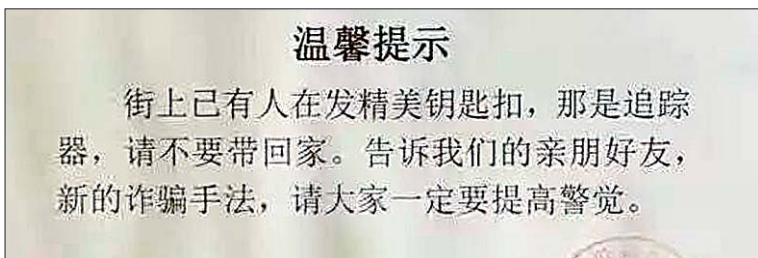 温馨提示
街上已有人在发精美钥匙扣，那是追踪
器，请不要带回家。告诉我们的亲朋好友，
新的诈骗手法，请大家一定要提高警觉。